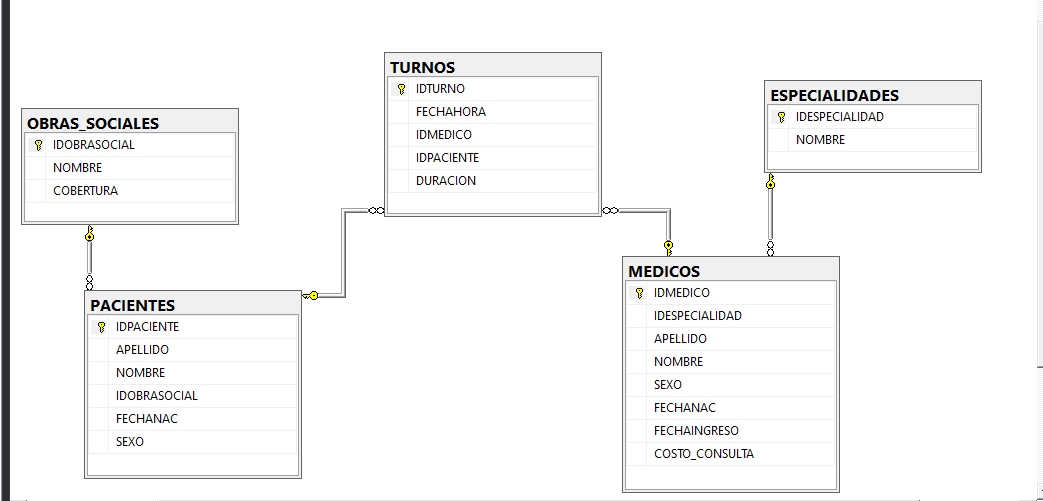 OBRAS_SOCIALES
IDOBRASOCIAL
NOMBRE
COBERTURA
TURNOS
IDTURNO
FECHAHORA
IDMEDICO
IDPACIENTE
DURACION
ESPECIALIDADES
IDESPECIALIDAD
NOMBRE
PACIENTES
IDPACIENTE
APELLIDO
NOMBRE
IDOBRASOCIAL
FECHANAC
SEXO
MEDICOS
IDMEDICO
IDESPECIALIDAD
APELLIDO
NOMBRE
SEXO
FECHANAC
FECHAINGRESO
COSTO_CONSULTA